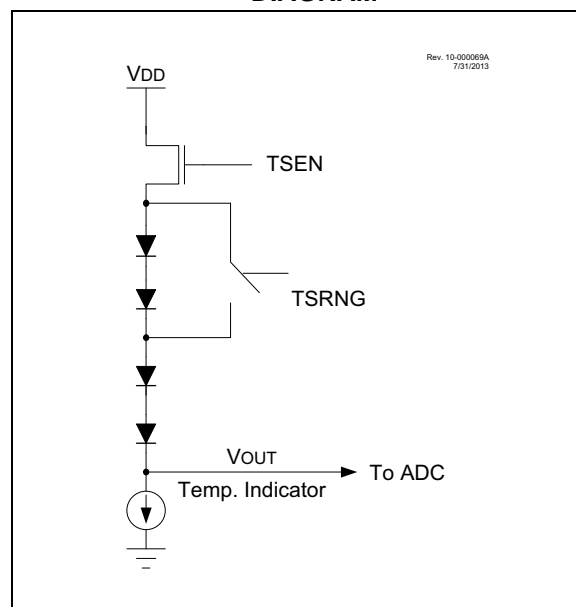 DIAGRAM
Rev. 10-000069A
7/31/2013
VDD
TSEN
TSRNG
VOUT
To ADC
Temp. Indicator